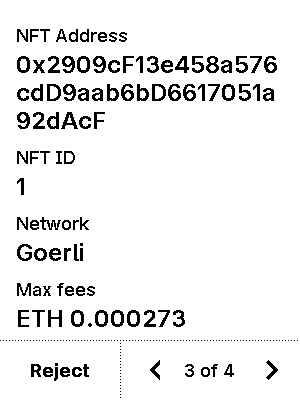 NFT Address
0x2909cF13e458a576
cdD9aab6bD6617051a
92dAcF
NFT ID
1
Network
Goerli
Max fees
ETH 0.000273
Reject
3 of 4